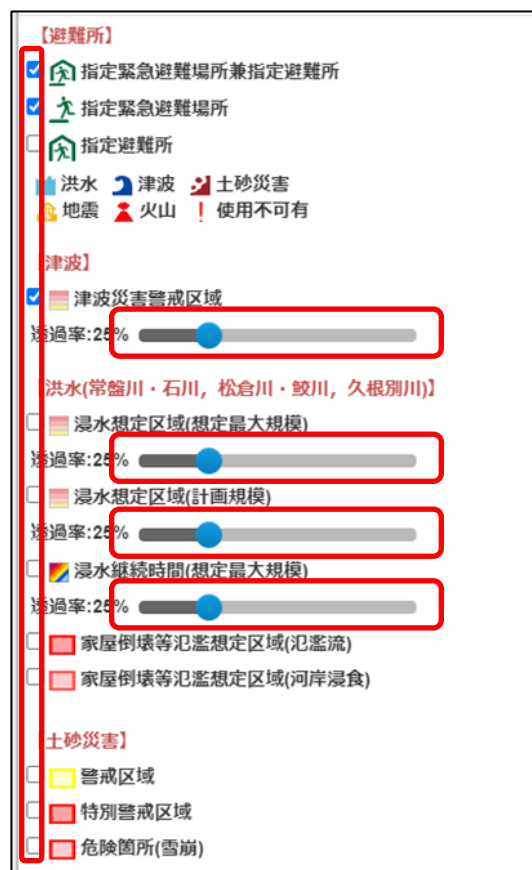 【避難所】
指定緊急避難場所兼指定避難所
指定緊急避難場所
指定避難所
洪水 津波 土砂災害
地震 火山 使用不可有
【津波】
津波災害警戒区域
透過率:25%
【洪水(常盤川・石川，松倉川・鮫川，久根別川)】
浸水想定区域(想定最大規模)
透過率:25%
浸水想定区域(計画規模)
透過率:25%
浸水継続時間(想定最大規模)
透過率:25%
家屋倒壊等氾濫想定区域(氾濫流)
家屋倒壊等氾濫想定区域(河岸浸食)
【土砂災害】
警戒区域
特別警戒区域
危険箇所(雪崩)